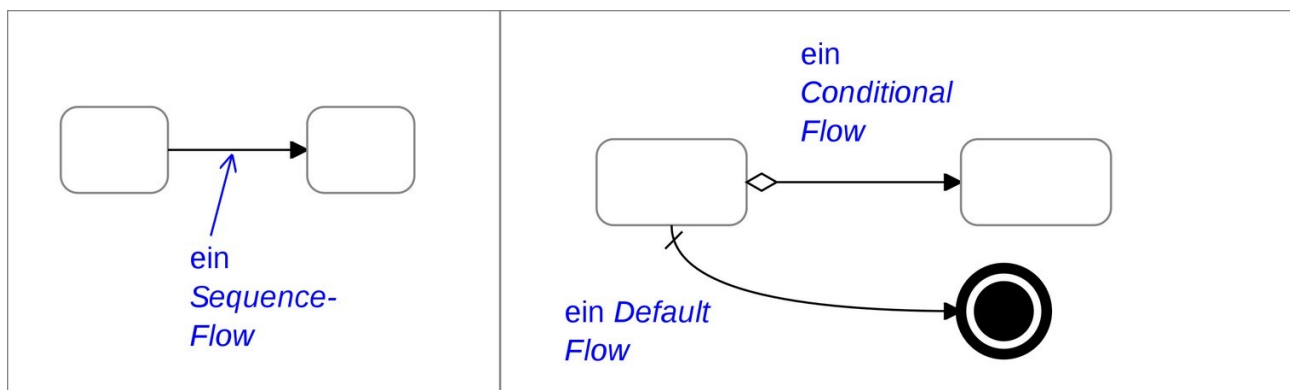 ein
Sequence-
Flow
ein
Conditional
Flow
ein Default
Flow